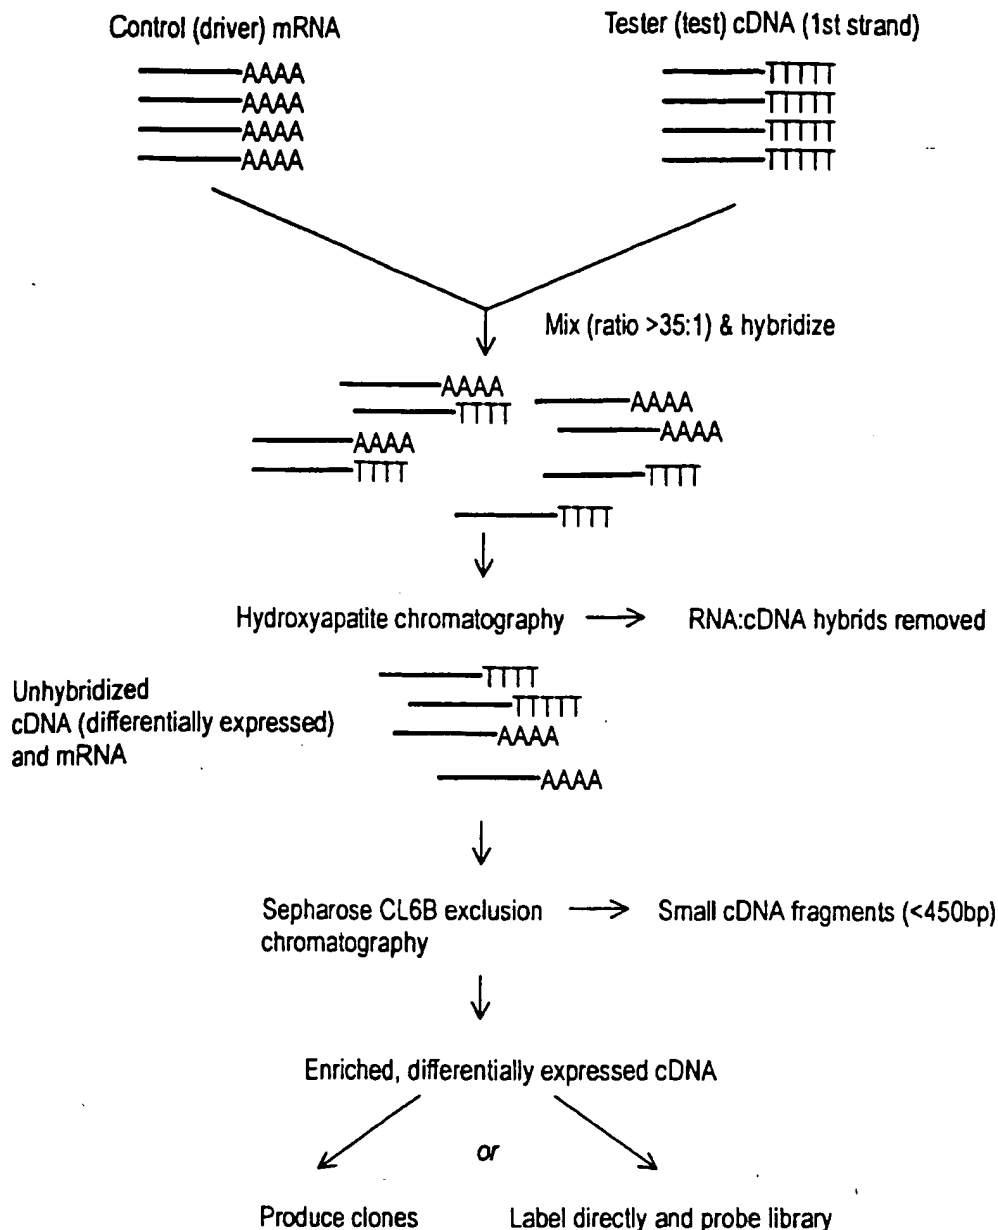 Control (driver) mRNA
Tester (test) cDNA (1st strand)
AAAA
TTTTT
AAAA
TTTTT
AAAA
TTTTT
AAAA
TTTTT
Mix (ratio >35:1) & hybridize
AAAA
TTTT
AAAA
AAAA
AAAA
TTTT
TTTT
TTTT
Hydroxyapatite chromatography
RNA:cDNA hybrids removed
Unhybridized
cDNA (differentially expressed)
and mRNA
TTTT
TTTTT
AAAA
AAAA
Sepharose CL6B exclusion
chromatography
Small cDNA fragments (<450bp)
Enriched, differentially expressed cDNA
or
Produce clones
Label directly and probe library